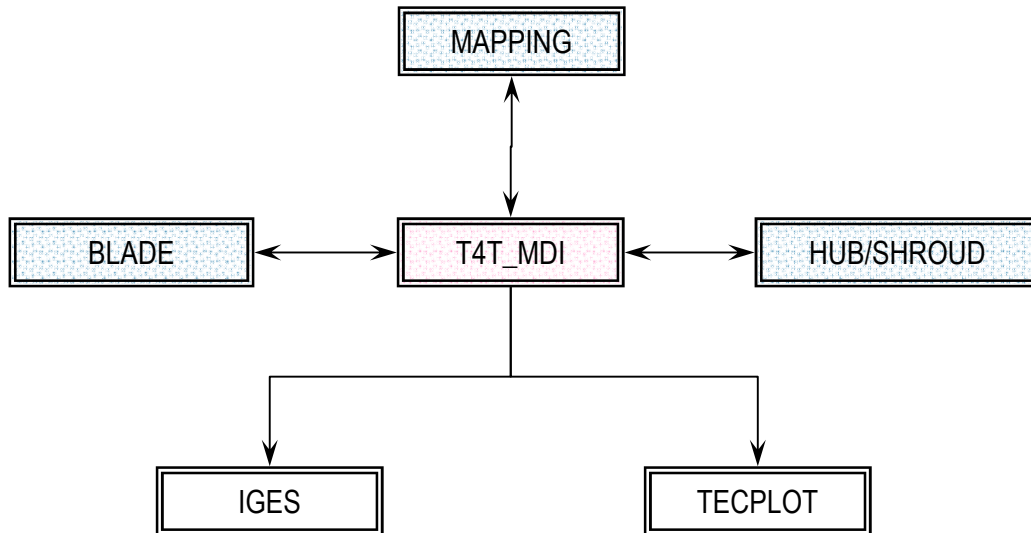 MAPPING
BLADE
T4T_MDI
HUB/SHROUD
IGES
TECPLOT